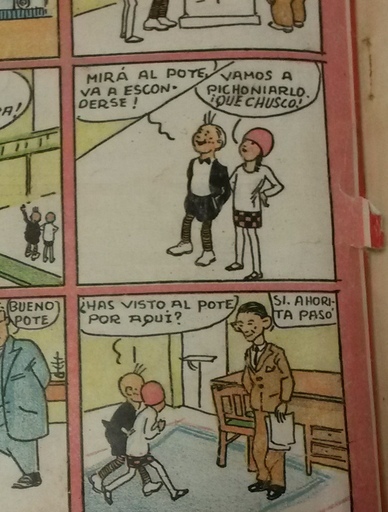 MIRÁ AL POTE,
VA A ESCON-
DERSE!
VAMOS A
PICHONIARLO.
¡QUE CHUSCO!
BUENO
POTE
¿HAS VISTO AL POTE
POR AQUÍ?
SI. AHORI-
TA PASÓ